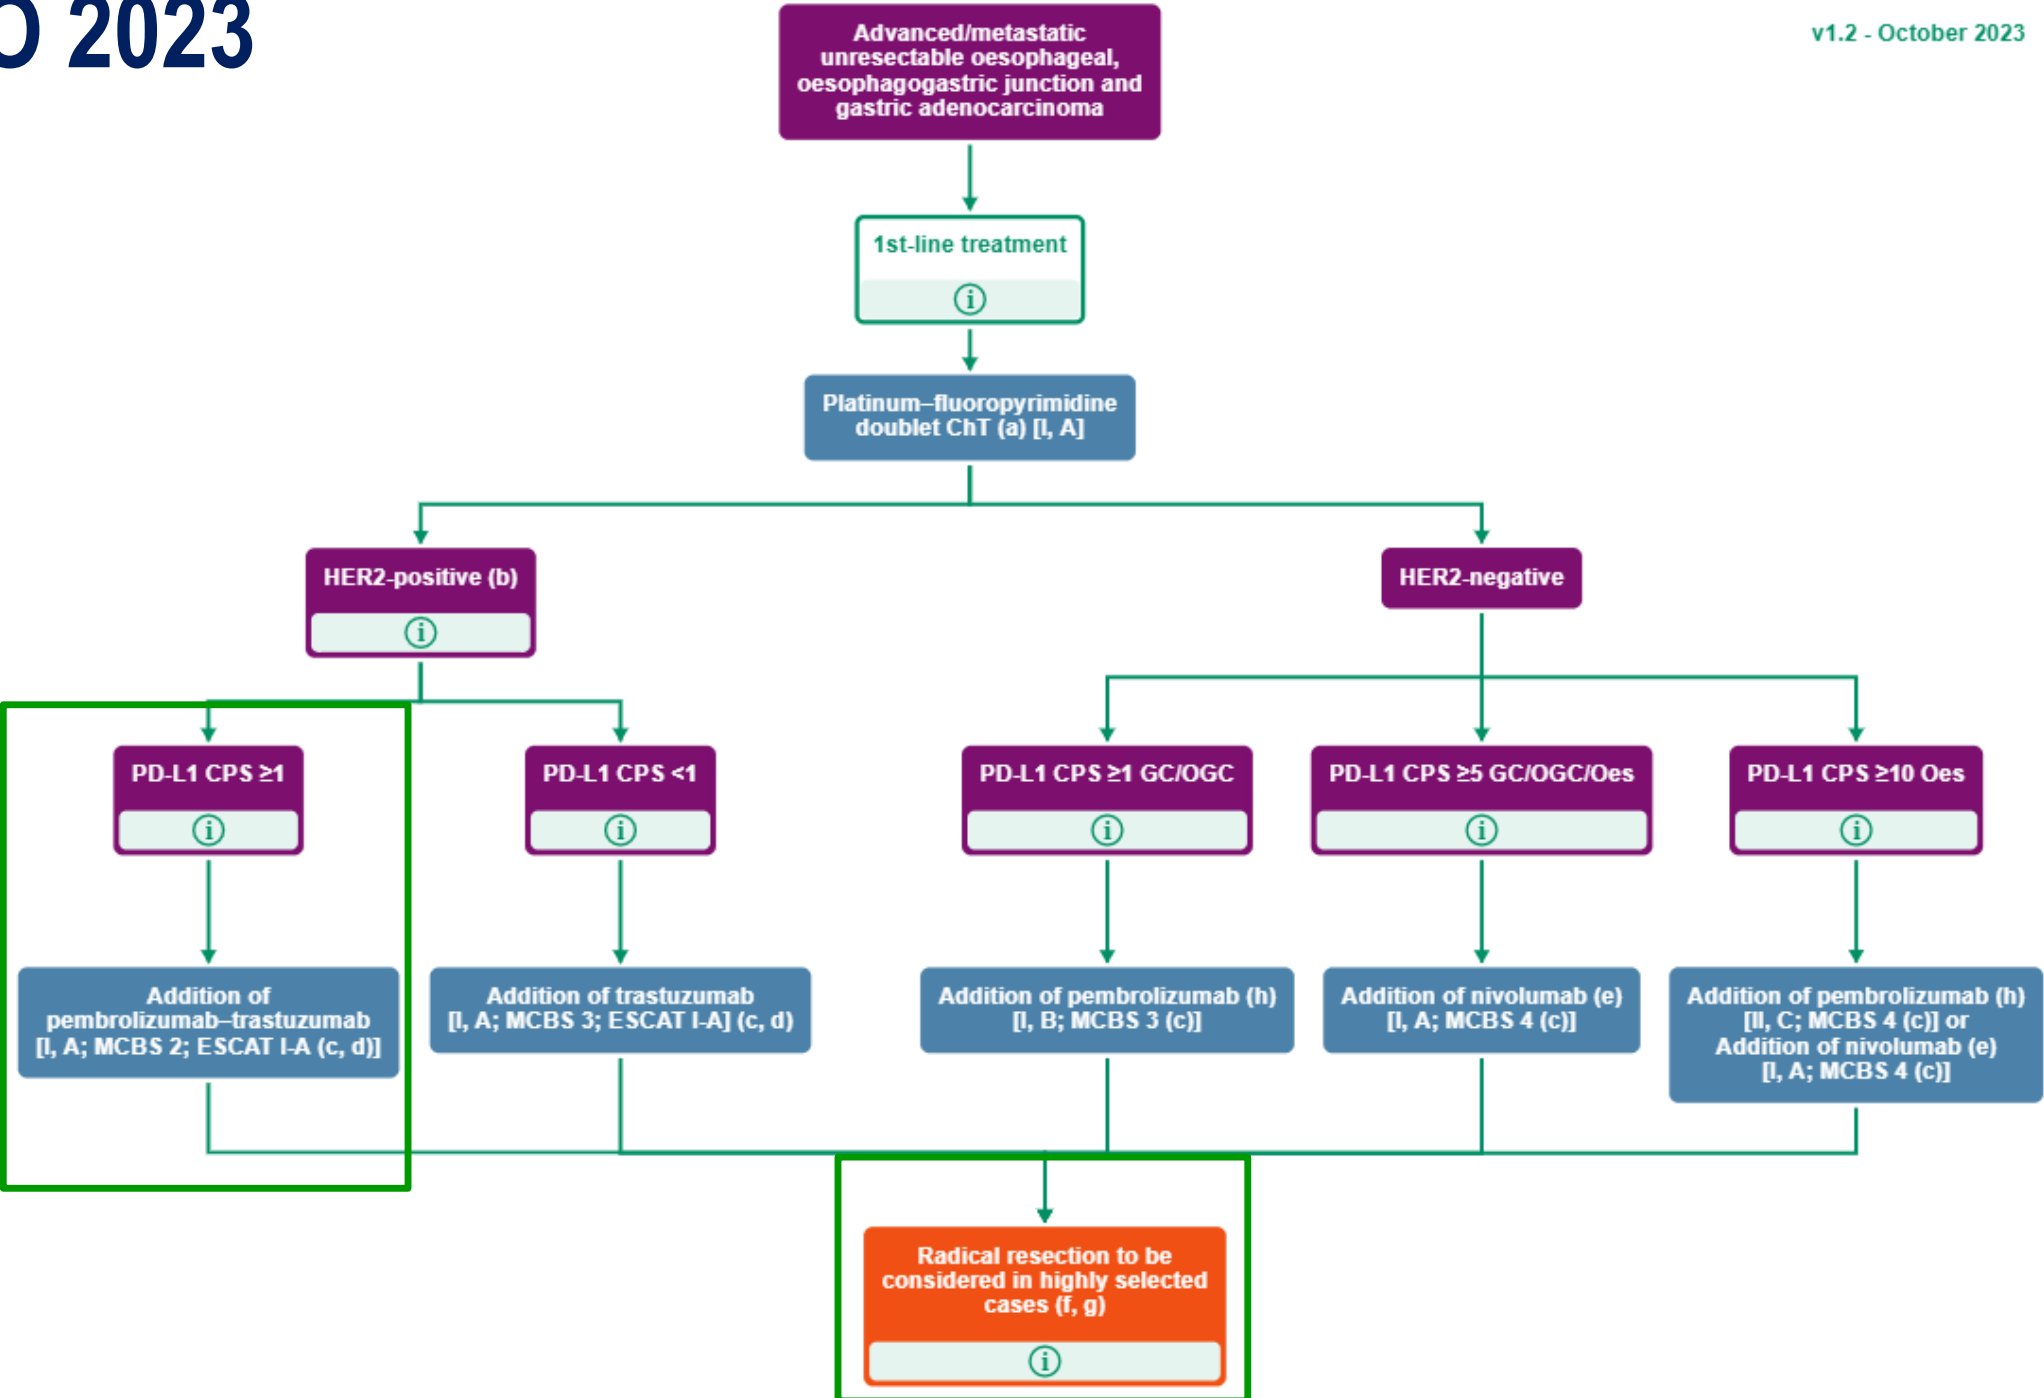 O 2023
v1.2 - October 2023
Advanced/metastatic
unresectable oesophageal,
oesophagogastric junction and
gastric adenocarcinoma
1st-line treatment
i
Platinum–fluoropyrimidine
doublet ChT (a) [I, A]
HER2-positive (b)
i
HER2-negative
PD-L1 CPS ≥1
i
PD-L1 CPS <1
i
PD-L1 CPS ≥1 GC/OGC
i
PD-L1 CPS ≥5 GC/OGC/Oes
i
PD-L1 CPS ≥10 Oes
i
Addition of
pembrolizumab–trastuzumab
[I, A; MCBS 2; ESCAT I-A (c, d)]
Addition of trastuzumab
[I, A; MCBS 3; ESCAT I-A] (c, d)
Addition of pembrolizumab (h)
[I, B; MCBS 3 (c)]
Addition of nivolumab (e)
[I, A; MCBS 4 (c)]
Addition of pembrolizumab (h)
[II, C; MCBS 4 (c)] or
Addition of nivolumab (e)
[I, A; MCBS 4 (c)]
Radical resection to be
considered in highly selected
cases (f, g)
i